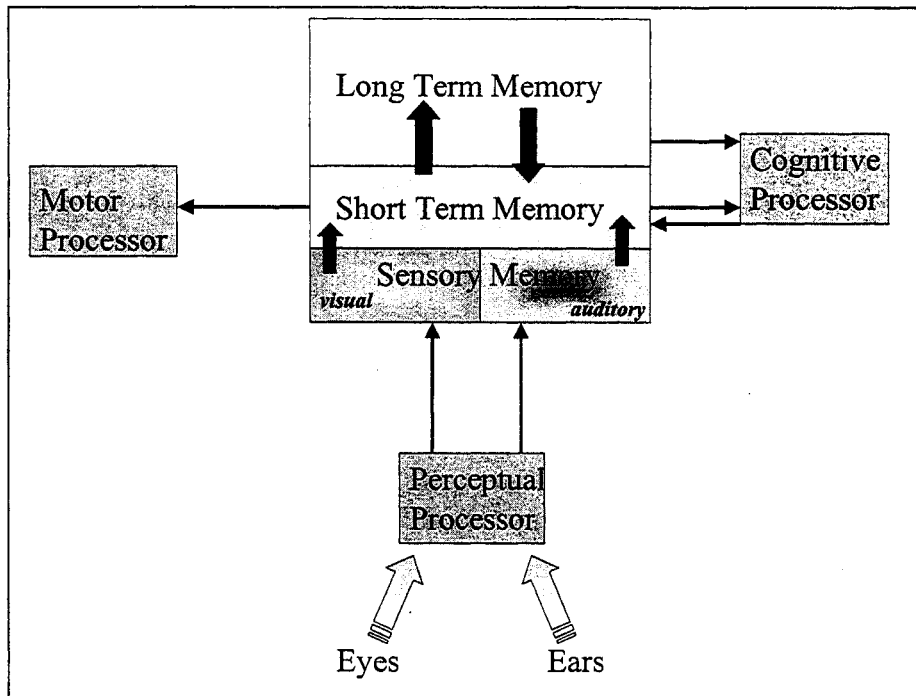 Long Term Memory
Cognitive
Processor
Motor
Processor
Short Term Memory
Sensory Memory
visual
auditory
Perceptual
Processor
Eyes
Ears